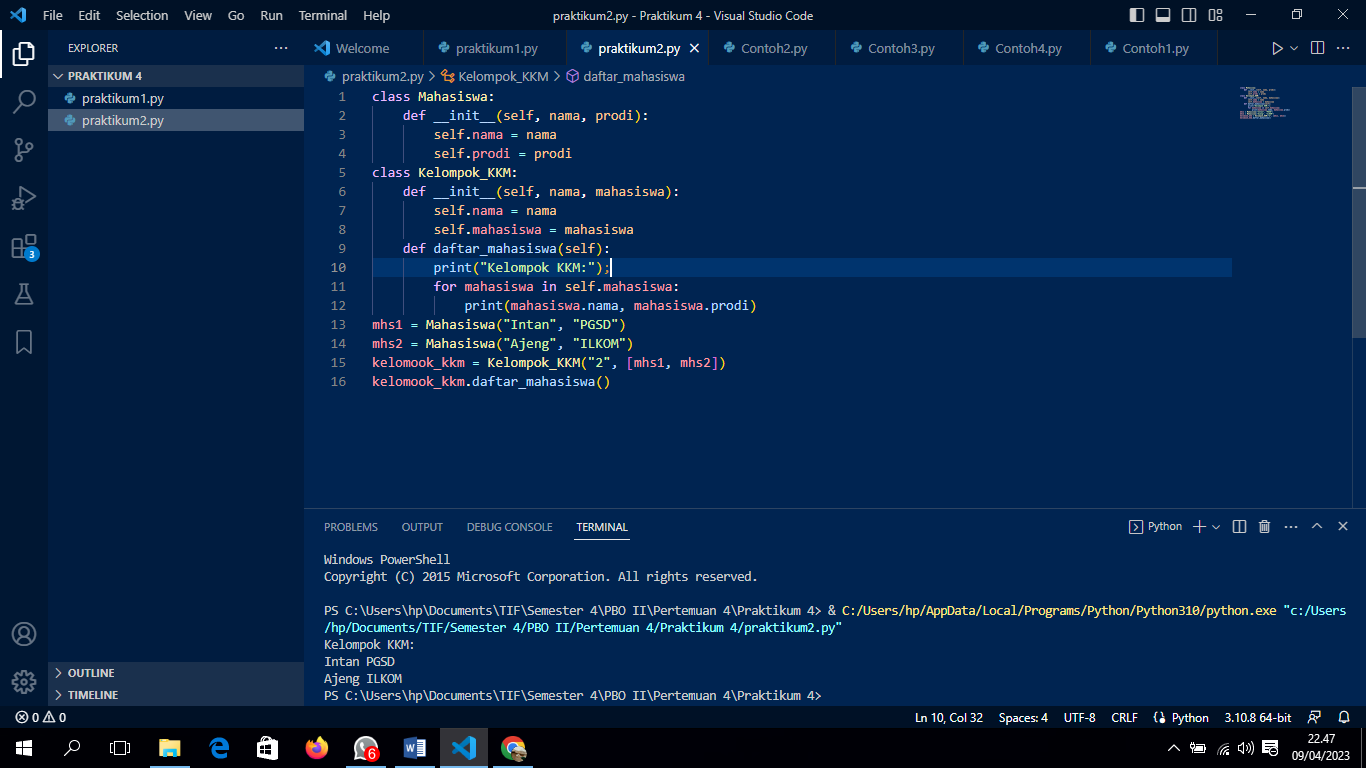 File Edit Selection View Go Run Terminal Help praktikum2.py - Praktikum 4 - Visual Studio Code
EXPLORER
PRAKTIKUM 4
praktikum1.py
praktikum2.py
OUTLINE
TIMELINE
3
Welcome praktikum1.py praktikum2.py Contoh2.py Contoh3.py Contoh4.py Contoh1.py
praktikum2.py > Kelompok_KKM > daftar_mahasiswa
1 class Mahasiswa:
2 def __init__(self, nama, prodi):
3 self.nama = nama
4 self.prodi = prodi
5 class Kelompok_KKM:
6 def __init__(self, nama, mahasiswa):
7 self.nama = nama
8 self.mahasiswa = mahasiswa
9 def daftar_mahasiswa(self):
10 print("Kelompok KKM:");
11 for mahasiswa in self.mahasiswa:
12 print(mahasiswa.nama, mahasiswa.prodi)
13 mhs1 = Mahasiswa("Intan", "PGSD")
14 mhs2 = Mahasiswa("Ajeng", "ILKOM")
15 kelomook_kkm = Kelompok_KKM("2", [mhs1, mhs2])
16 kelomook_kkm.daftar_mahasiswa()
PROBLEMS OUTPUT DEBUG CONSOLE TERMINAL Python
Windows PowerShell
Copyright (C) 2015 Microsoft Corporation. All rights reserved.
PS C:\Users\hp\Documents\TIF\Semester 4\PBO II\Pertemuan 4\Praktikum 4> & C:/Users/hp/AppData/Local/Programs/Python/Python310/python.exe "c:/Users
/hp/Documents/TIF/Semester 4/PBO II/Pertemuan 4/Praktikum 4/praktikum2.py"
Kelompok KKM:
Intan PGSD
Ajeng ILKOM
PS C:\Users\hp\Documents\TIF\Semester 4\PBO II\Pertemuan 4\Praktikum 4>
0 0 Ln 10, Col 32 Spaces: 4 UTF-8 CRLF Python 3.10.8 64-bit
6
22.47
09/04/2023